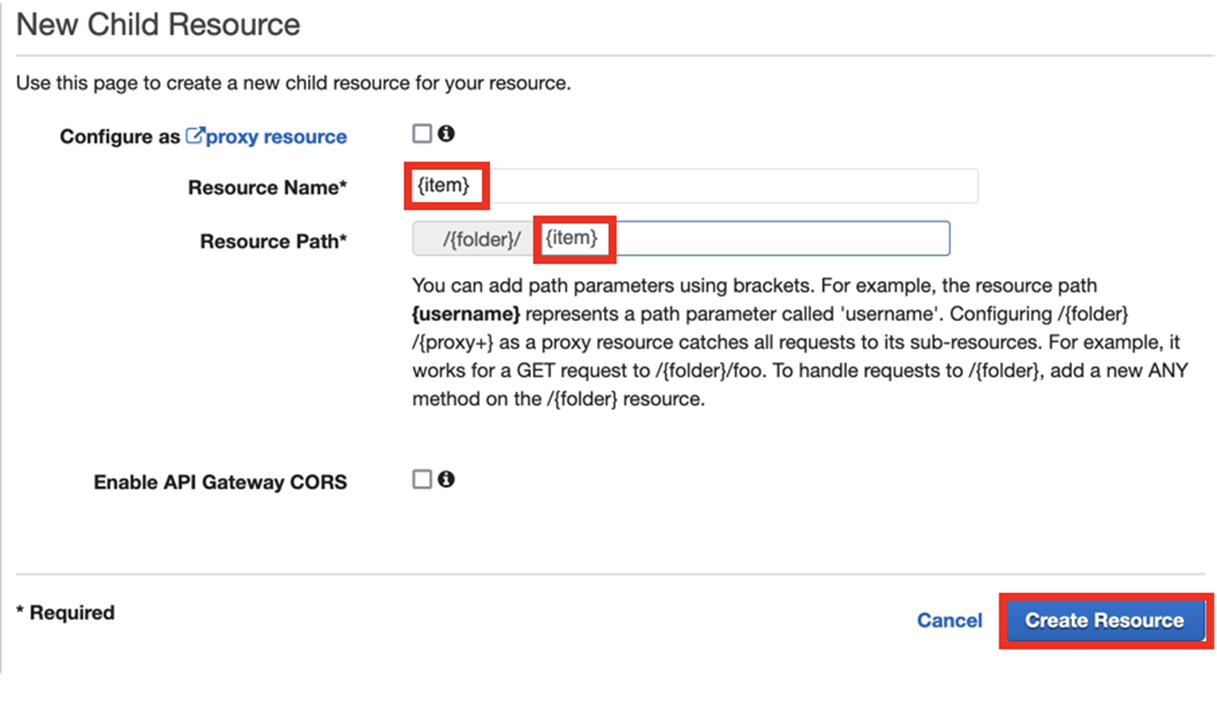 New Child Resource
Use this page to create a new child resource for your resource.
Configure as proxy resource
Resource Name* {item}
Resource Path* /{folder}/ {item}
You can add path parameters using brackets. For example, the resource path
{username} represents a path parameter called 'username'. Configuring /{folder}
/{proxy+} as a proxy resource catches all requests to its sub-resources. For example, it
works for a GET request to /{folder}/foo. To handle requests to /{folder}, add a new ANY
method on the /{folder} resource.
Enable API Gateway CORS
* Required
Cancel Create Resource